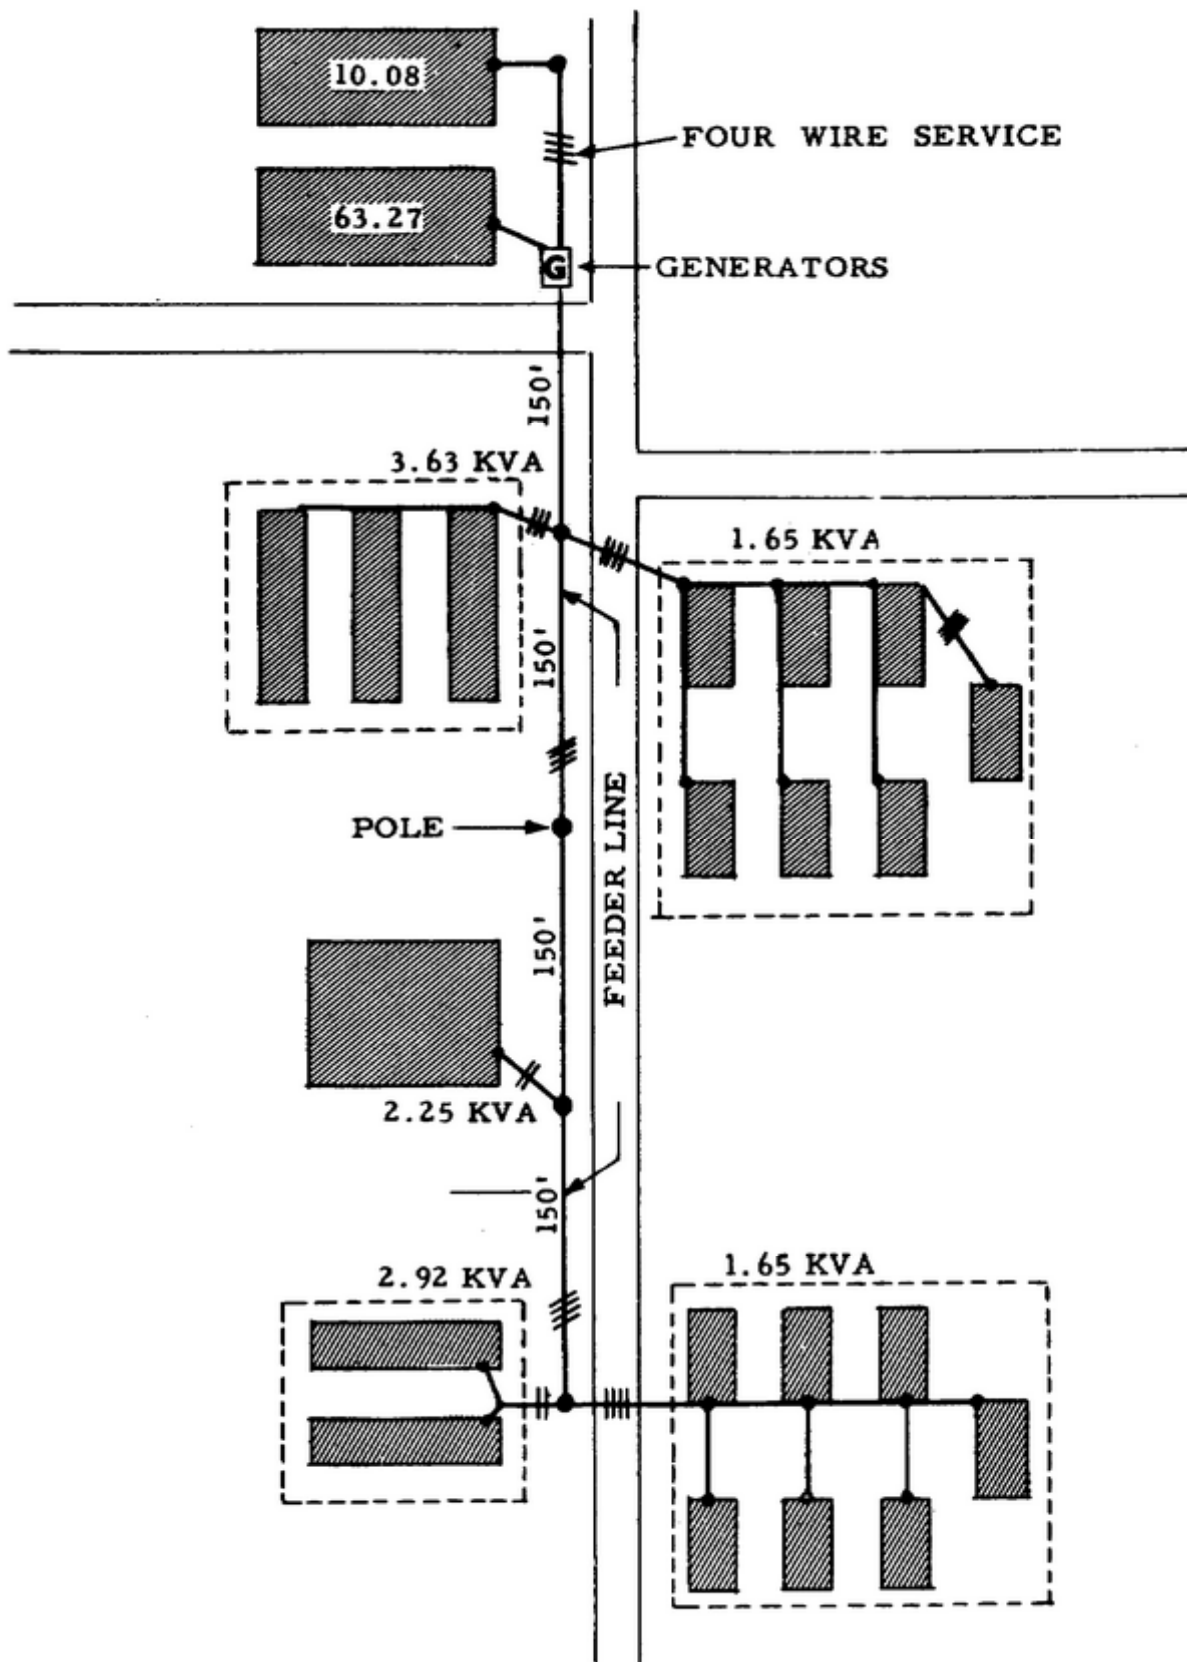 10.08
FOUR WIRE SERVICE
63.27
G
GENERATORS
150'
3.63 KVA
1.65 KVA
150'
POLE
FEEDER LINE
150'
2.25 KVA
150'
2.92 KVA
1.65 KVA